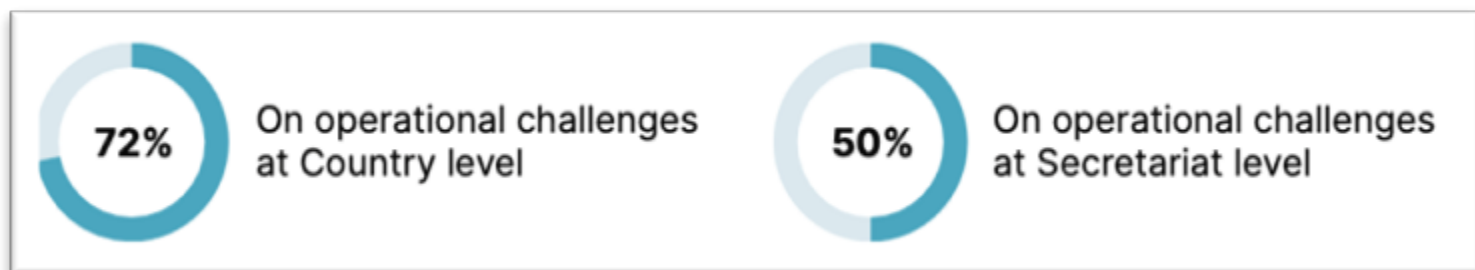 72%
On operational challenges
at Country level
50%
On operational challenges
at Secretariat level